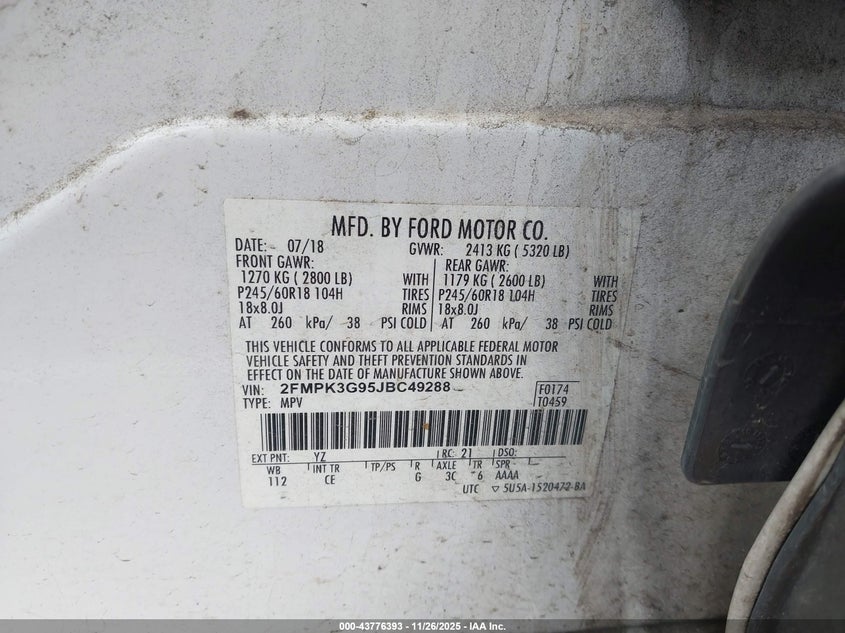 MFD. BY FORD MOTOR CO.
DATE: 07/18 GVWR: 2413 KG ( 5320 LB)
FRONT GAWR: REAR GAWR:
1270 KG ( 2800 LB) WITH 1179 KG ( 2600 LB) WITH
P245/60R18 104H TIRES P245/60R18 104H TIRES
18x8.0J RIMS 18x8.0J RIMS
AT 260 kPa/ 38 PSI COLD AT 260 kPa/ 38 PSI COLD
THIS VEHICLE CONFORMS TO ALL APPLICABLE FEDERAL MOTOR
VEHICLE SAFETY AND THEFT PREVENTION STANDARDS IN
EFFECT ON THE DATE OF MANUFACTURE SHOWN ABOVE.
VIN: 2FMPK3G95JBC49288 F0174
TYPE: MPV T0459
EXT PNT: YZ RC: 21 DSO:
WB INT TR TP/PS R AXLE TR SPR
112 CE G 3C 6 AAAA
UTC ▽ 5U5A-1520472-BA
000-43776393 - 11/26/2025 - IAA Inc.